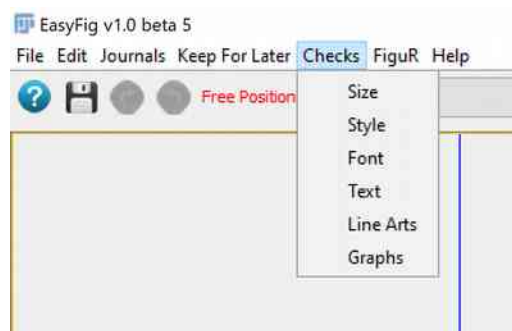 EasyFig v1.0 beta 5
File Edit Journals Keep For Later Checks FiguR Help
Free Position
Size
Style
Font
Text
Line Arts
Graphs